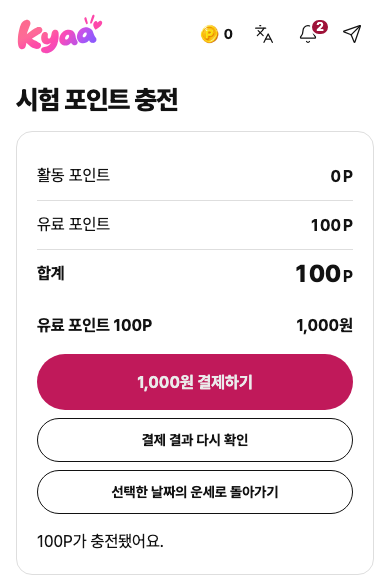 Kyaa
0
2
시험 포인트 충전
활동 포인트 0P
유료 포인트 100P
합계 100P
유료 포인트 100P 1,000원
1,000원 결제하기
결제 결과 다시 확인
선택한 날짜의 운세로 돌아가기
100P가 충전됐어요.